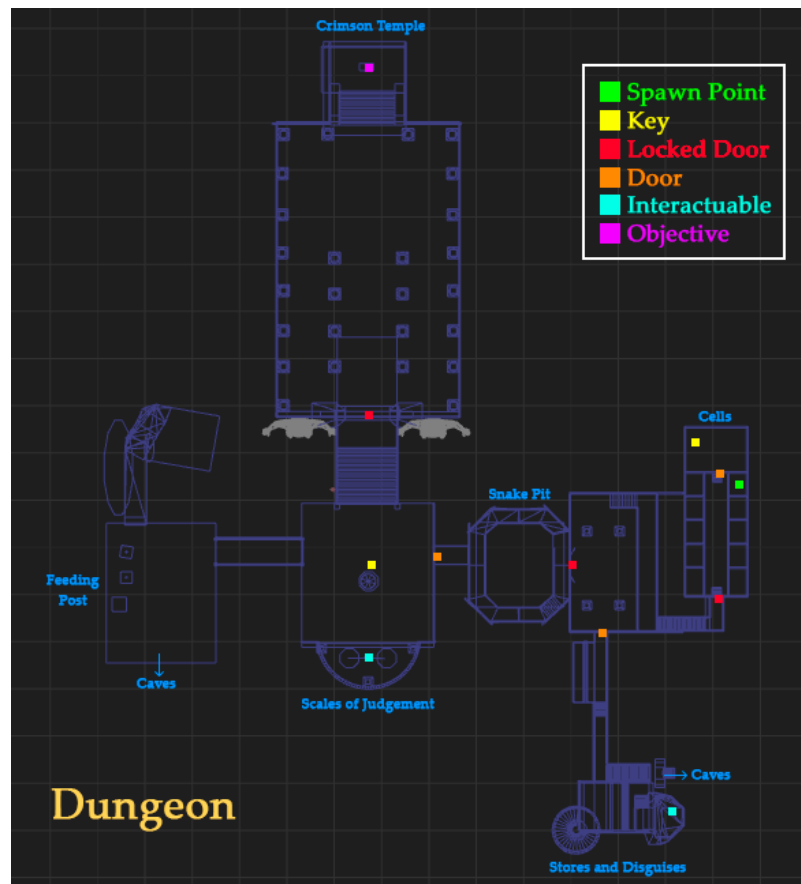 Crimson Temple
Spawn Point
Key
Locked Door
Door
Interactuable
Objective
Cells
Snake Pit
Feeding
Post
Caves
Scales of Judgement
Caves
Dungeon
Stores and Disguises